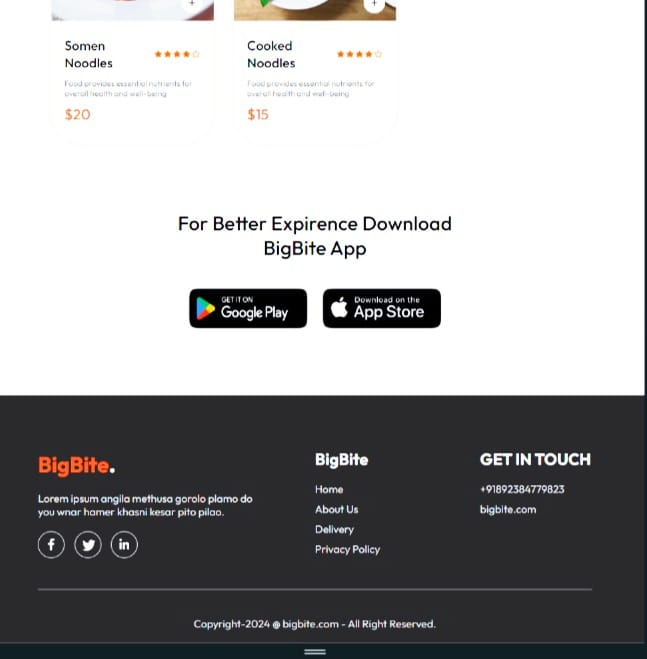 Somen
Noodles
Food provides essential nutrients for
overall health and well-being
$20
Cooked
Noodles
Food provides essential nutrients for
overall health and well-being
$15
For Better Expirence Download
BigBite App
GET IT ON
Google Play
Download on the
App Store
BigBite.
Lorem ipsum angila methusa gorolo plamo do
you wnar hamer khasni kesar pito pilao.
BigBite
Home
About Us
Delivery
Privacy Policy
GET IN TOUCH
+91892384779823
bigbite.com
Copyright-2024 @ bigbite.com - All Right Reserved.